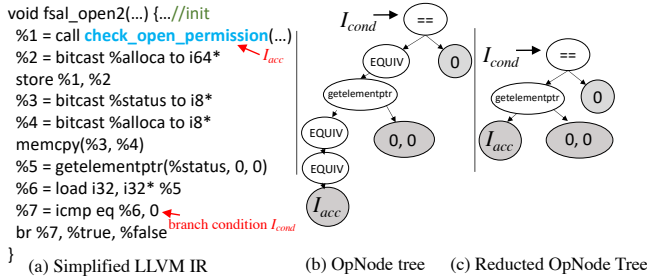 void fsal_open2(...) {...//init
%1 = call check_open_permission(...)
I_acc
%2 = bitcast %alloca to i64*
store %1, %2
%3 = bitcast %status to i8*
%4 = bitcast %alloca to i8*
memcpy(%3, %4)
%5 = getelementptr(%status, 0, 0)
%6 = load i32, i32* %5
%7 = icmp eq %6, 0
branch condition I_cond
br %7, %true, %false
}
(a) Simplified LLVM IR
I_cond
==
EQUIV
0
getelementptr
EQUIV
0, 0
EQUIV
I_acc
(b) OpNode tree
I_cond
==
getelementptr
0
I_acc
0, 0
(c) Reducted OpNode Tree